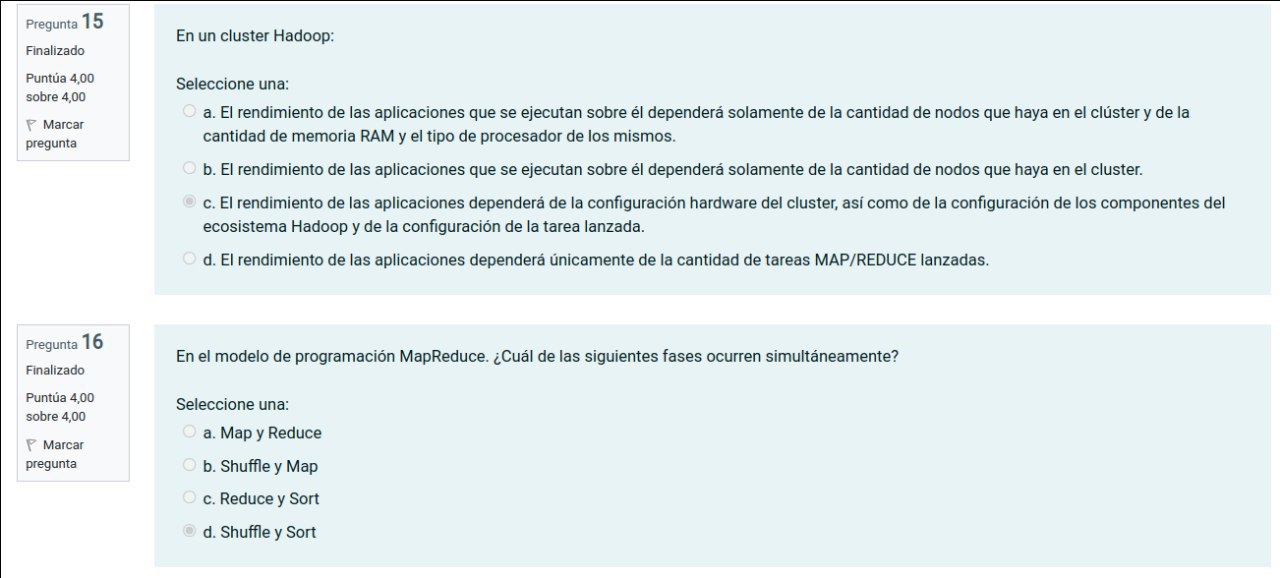 Pregunta 15
Finalizado
Puntúa 4,00
sobre 4,00
Marcar
pregunta
En un cluster Hadoop:
Seleccione una:
a. El rendimiento de las aplicaciones que se ejecutan sobre él dependerá solamente de la cantidad de nodos que haya en el clúster y de la
cantidad de memoria RAM y el tipo de procesador de los mismos.
b. El rendimiento de las aplicaciones que se ejecutan sobre él dependerá solamente de la cantidad de nodos que haya en el cluster.
c. El rendimiento de las aplicaciones dependerá de la configuración hardware del cluster, así como de la configuración de los componentes del
ecosistema Hadoop y de la configuración de la tarea lanzada.
d. El rendimiento de las aplicaciones dependerá únicamente de la cantidad de tareas MAP/REDUCE lanzadas.
Pregunta 16
Finalizado
Puntúa 4,00
sobre 4,00
Marcar
pregunta
En el modelo de programación MapReduce. ¿Cuál de las siguientes fases ocurren simultáneamente?
Seleccione una:
a. Map y Reduce
b. Shuffle y Map
c. Reduce y Sort
d. Shuffle y Sort